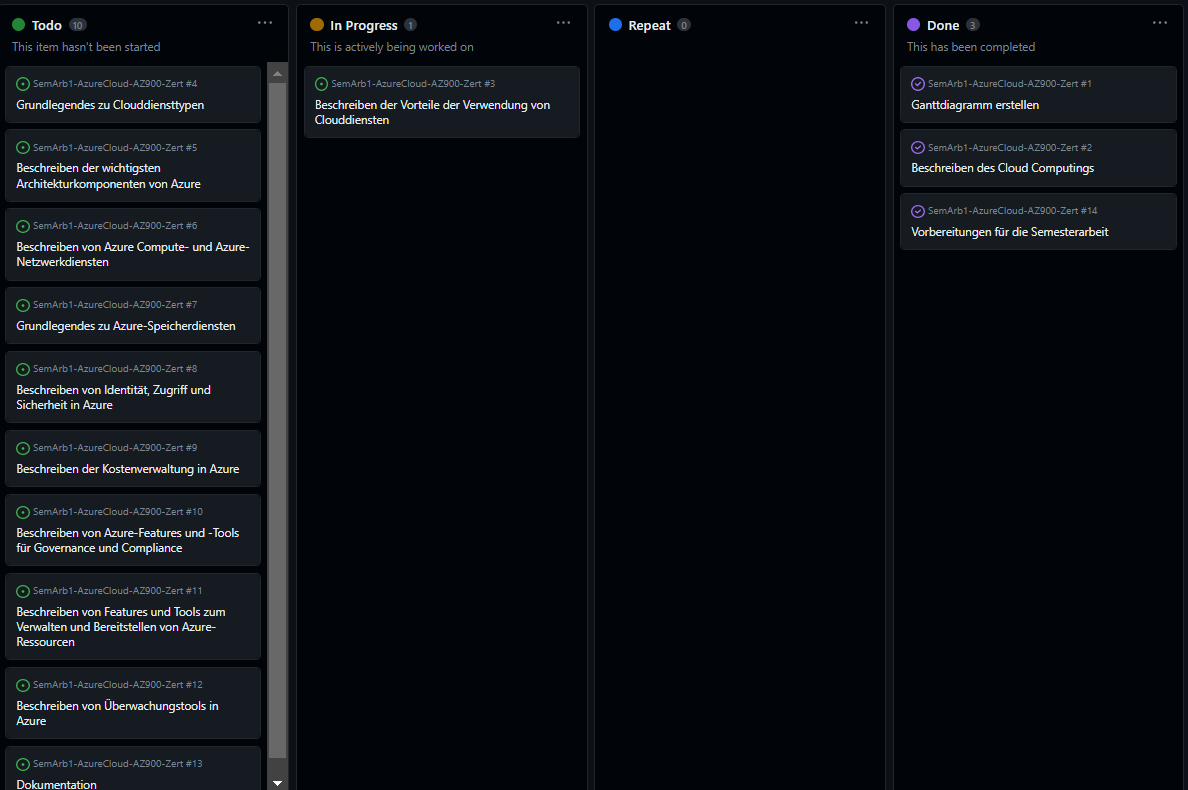 Todo 10
This item hasn't been started
SemArb1-AzureCloud-AZ900-Zert #4
Grundlegendes zu Clouddiensttypen
SemArb1-AzureCloud-AZ900-Zert #5
Beschreiben der wichtigsten
Architekturkomponenten von Azure
SemArb1-AzureCloud-AZ900-Zert #6
Beschreiben von Azure Compute- und Azure-
Netzwerkdiensten
SemArb1-AzureCloud-AZ900-Zert #7
Grundlegendes zu Azure-Speicherdiensten
SemArb1-AzureCloud-AZ900-Zert #8
Beschreiben von Identität, Zugriff und
Sicherheit in Azure
SemArb1-AzureCloud-AZ900-Zert #9
Beschreiben der Kostenverwaltung in Azure
SemArb1-AzureCloud-AZ900-Zert #10
Beschreiben von Azure-Features und -Tools
für Governance und Compliance
SemArb1-AzureCloud-AZ900-Zert #11
Beschreiben von Features und Tools zum
Verwalten und Bereitstellen von Azure-
Ressourcen
SemArb1-AzureCloud-AZ900-Zert #12
Beschreiben von Überwachungstools in
Azure
SemArb1-AzureCloud-AZ900-Zert #13
Dokumentation
In Progress 1
This is actively being worked on
SemArb1-AzureCloud-AZ900-Zert #3
Beschreiben der Vorteile der Verwendung von
Clouddiensten
Repeat 0
Done 3
This has been completed
SemArb1-AzureCloud-AZ900-Zert #1
Ganttdiagramm erstellen
SemArb1-AzureCloud-AZ900-Zert #2
Beschreiben des Cloud Computings
SemArb1-AzureCloud-AZ900-Zert #14
Vorbereitungen für die Semesterarbeit